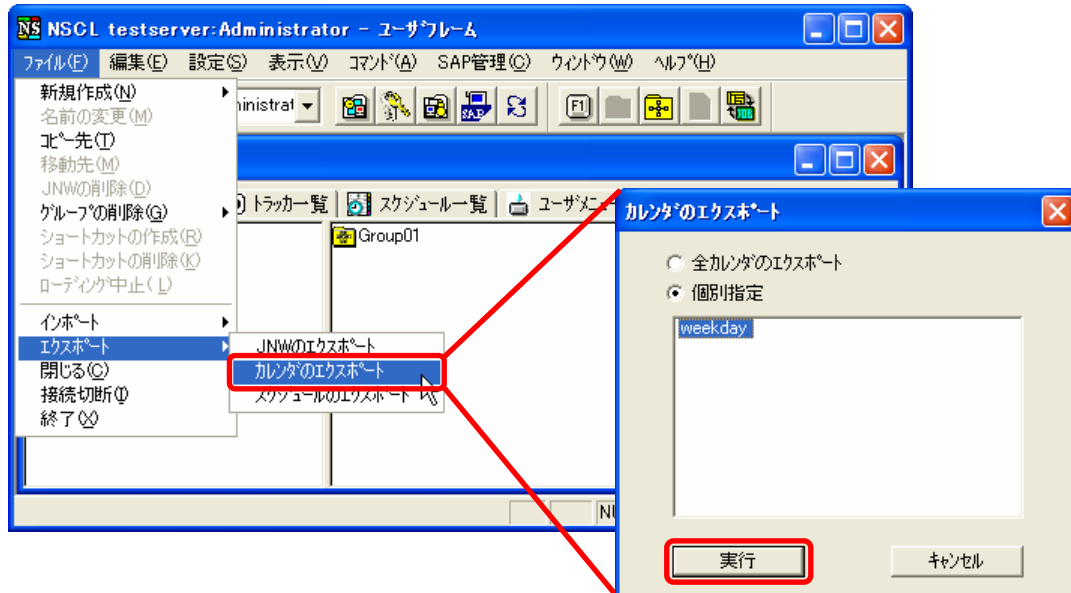 NS NSCL testserver:Administrator - ユーザフレーム
ファイル(F) 編集(E) 設定(S) 表示(V) コマンド(A) SAP管理(C) ウィンドウ(W) ヘルプ(H)
新規作成(N)
名前の変更(M)
コピー先(T)
移動先(M)
JNWの削除(D)
グループの削除(G)
ショートカットの作成(R)
ショートカットの削除(K)
ローディング中止(L)
インポート
エクスポート
閉じる(C)
接続切断(I)
終了(X)
ministrat
SAP
F1
トラッカ一覧 スケジュール一覧 ユーザメニュー
Group01
JNWのエクスポート
カレンダのエクスポート
スケジュールのエクスポート
カレンダのエクスポート
全カレンダのエクスポート
個別指定
weekday
実行 キャンセル